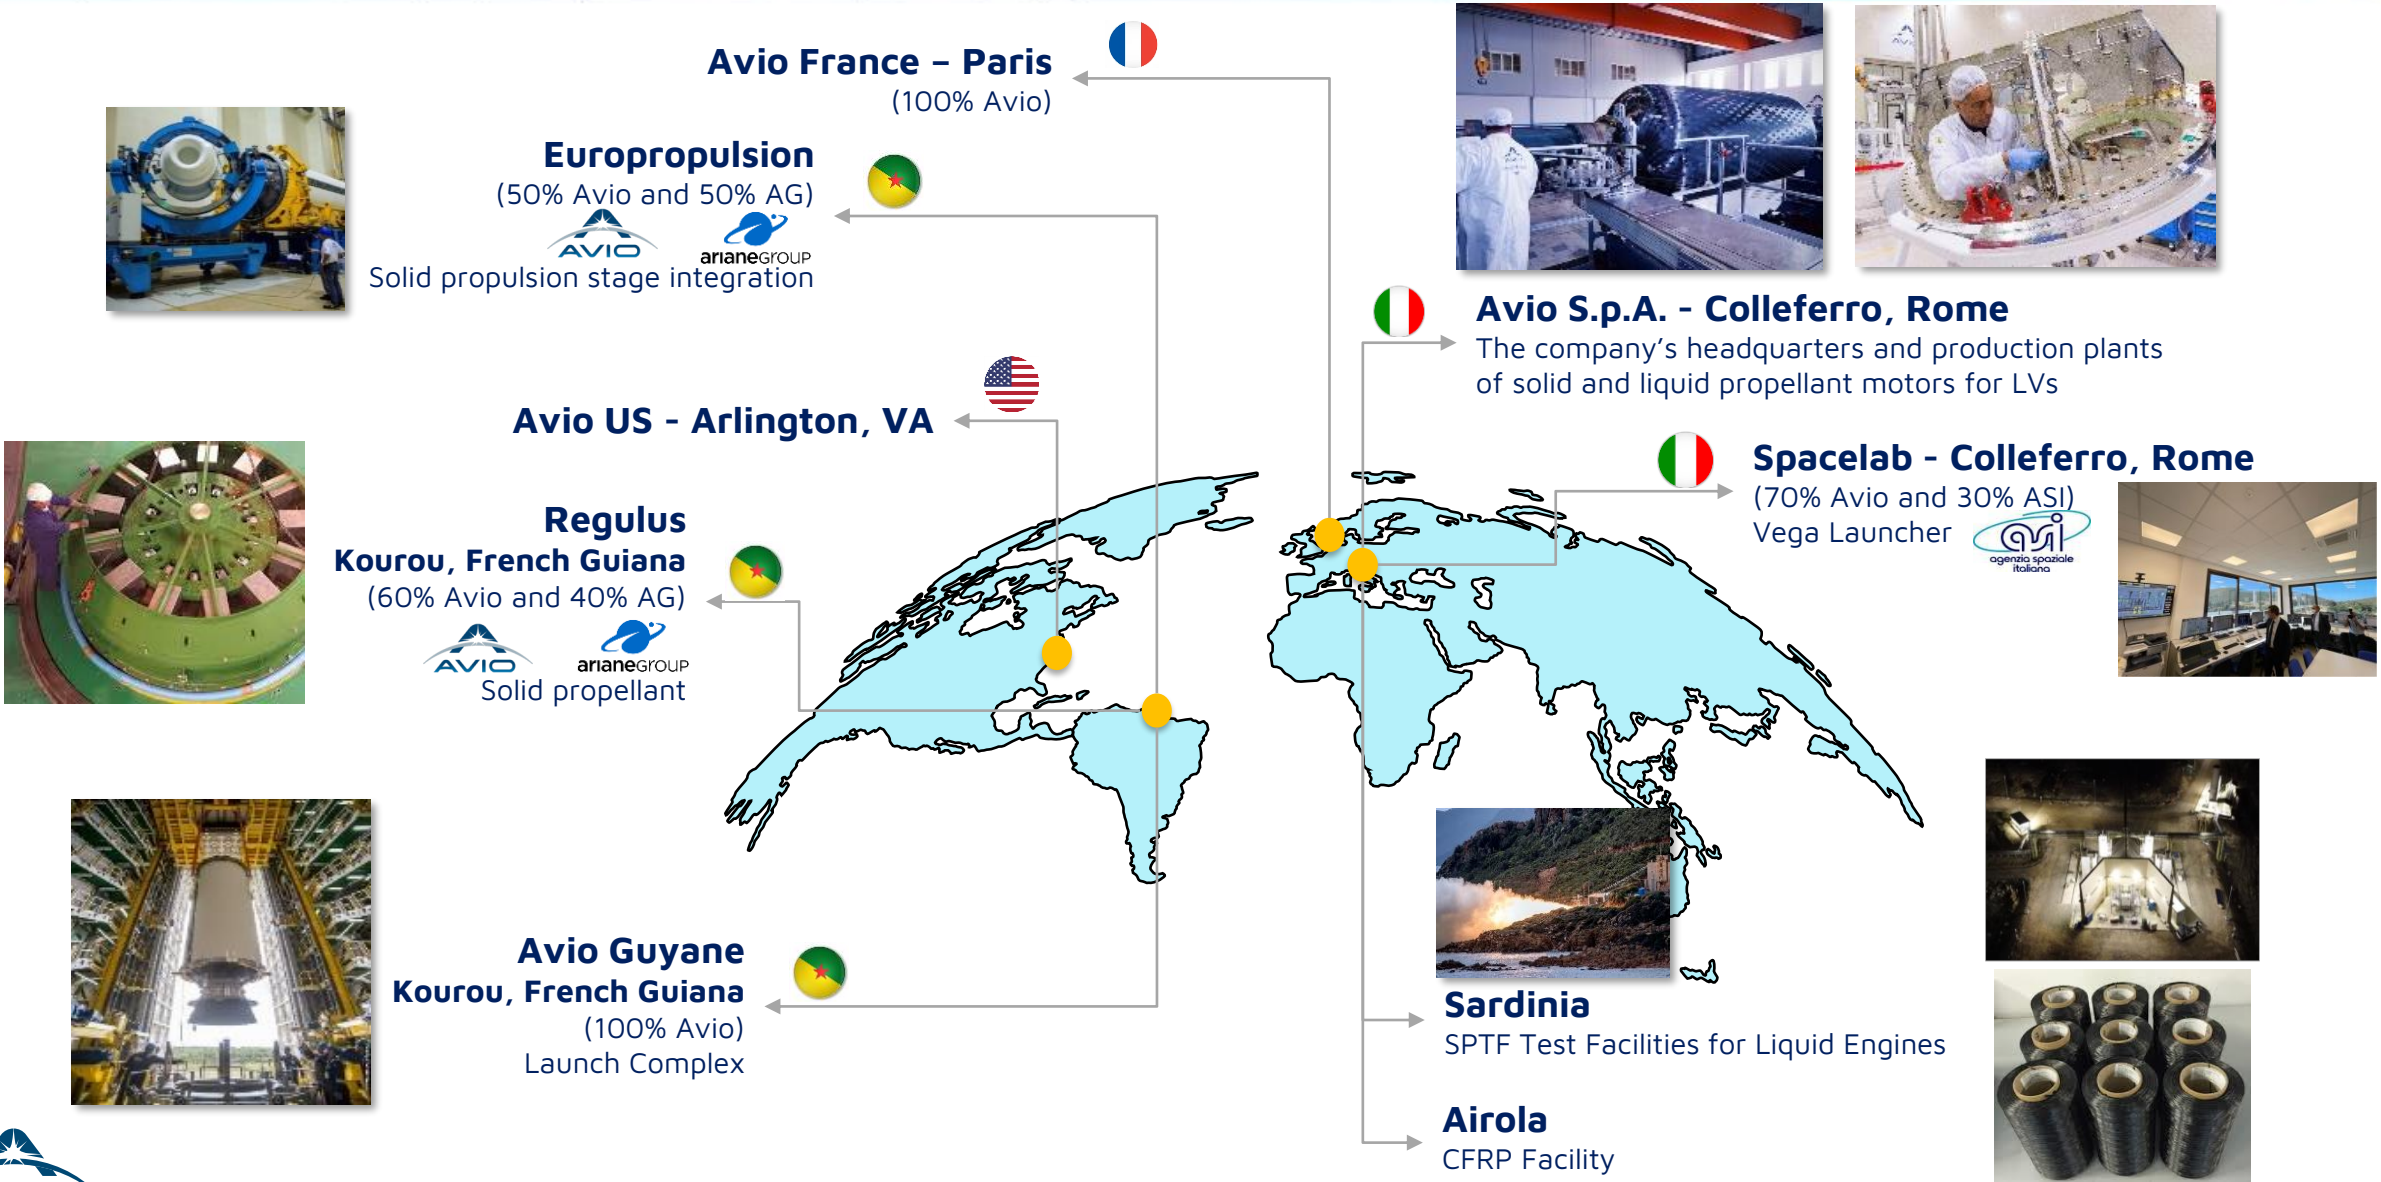 Avio France – Paris
(100% Avio)
Europropulsion
(50% Avio and 50% AG)
AVIO
arianeGROUP
Solid propulsion stage integration
Avio US - Arlington, VA
Regulus
Kourou, French Guiana
(60% Avio and 40% AG)
AVIO
arianeGROUP
Solid propellant
Avio Guyane
Kourou, French Guiana
(100% Avio)
Launch Complex
Avio S.p.A. - Colleferro, Rome
The company’s headquarters and production plants
of solid and liquid propellant motors for LVs
Spacelab - Colleferro, Rome
(70% Avio and 30% ASI)
Vega Launcher
asi
agenzia spaziale
italiana
Sardinia
SPTF Test Facilities for Liquid Engines
Airola
CFRP Facility